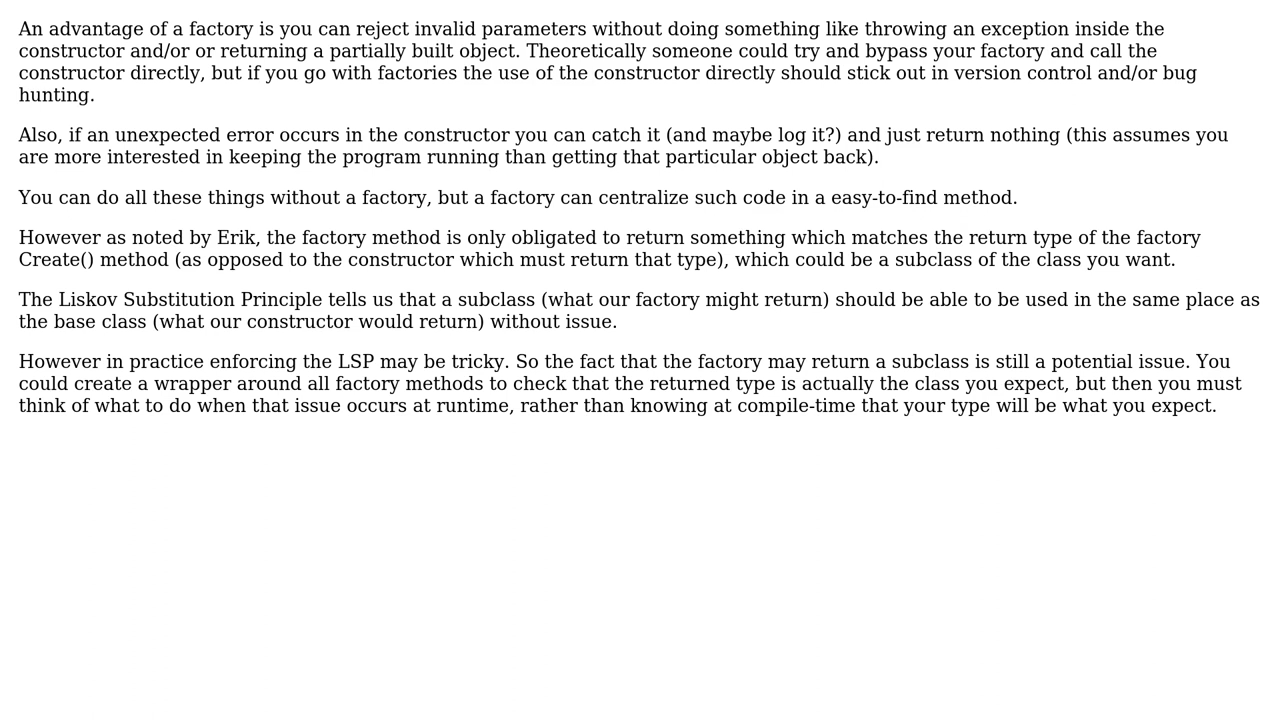 An advantage of a factory is you can reject invalid parameters without doing something like throwing an exception inside the
constructor and/or or returning a partially built object. Theoretically someone could try and bypass your factory and call the
constructor directly, but if you go with factories the use of the constructor directly should stick out in version control and/or bug
hunting.
Also, if an unexpected error occurs in the constructor you can catch it (and maybe log it?) and just return nothing (this assumes you
are more interested in keeping the program running than getting that particular object back).
You can do all these things without a factory, but a factory can centralize such code in a easy-to-find method.
However as noted by Erik, the factory method is only obligated to return something which matches the return type of the factory
Create() method (as opposed to the constructor which must return that type), which could be a subclass of the class you want.
The Liskov Substitution Principle tells us that a subclass (what our factory might return) should be able to be used in the same place as
the base class (what our constructor would return) without issue.
However in practice enforcing the LSP may be tricky. So the fact that the factory may return a subclass is still a potential issue. You
could create a wrapper around all factory methods to check that the returned type is actually the class you expect, but then you must
think of what to do when that issue occurs at runtime, rather than knowing at compile-time that your type will be what you expect.